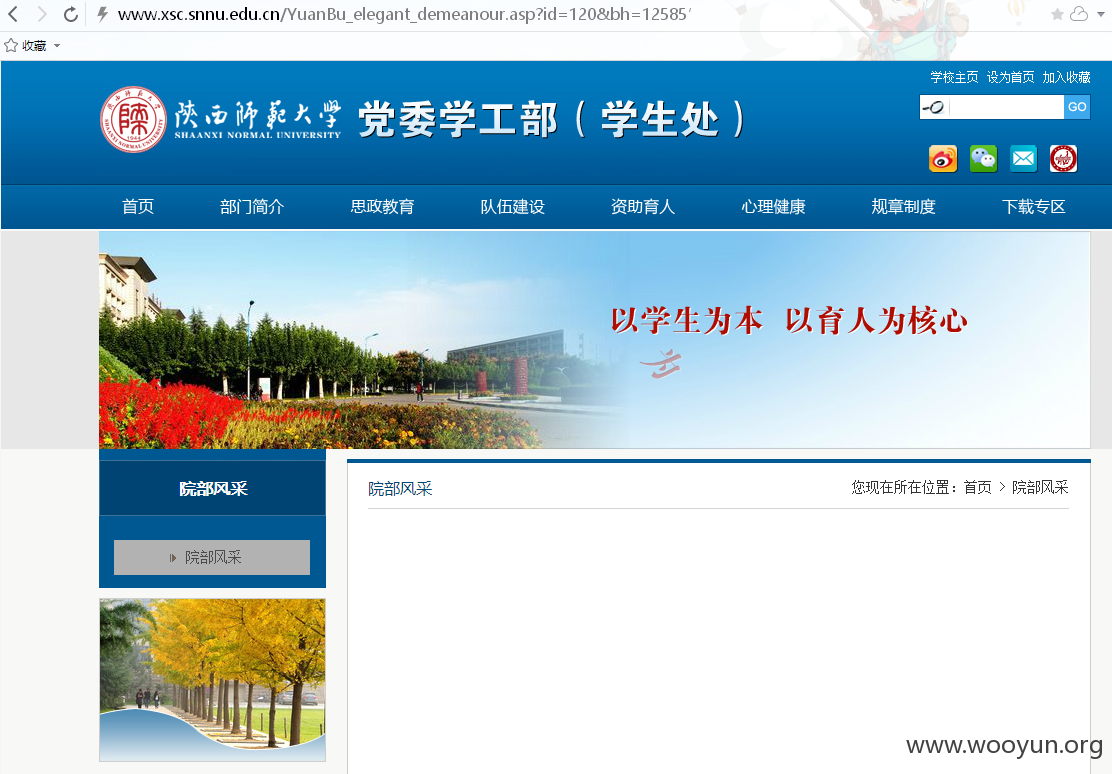 www.xsc.snnu.edu.cn/YuanBu_elegant_demeanour.asp?id=120&bh=12585'
收藏
学校主页 设为首页 加入收藏
GO
陕西师范大学 党委学工部（学生处）
SHAANXI NORMAL UNIVERSITY
首页 部门简介 思政教育 队伍建设 资助育人 心理健康 规章制度 下载专区
以学生为本 以育人为核心
院部风采
院部风采
院部风采 您现在所在位置：首页 > 院部风采
www.wooyun.org